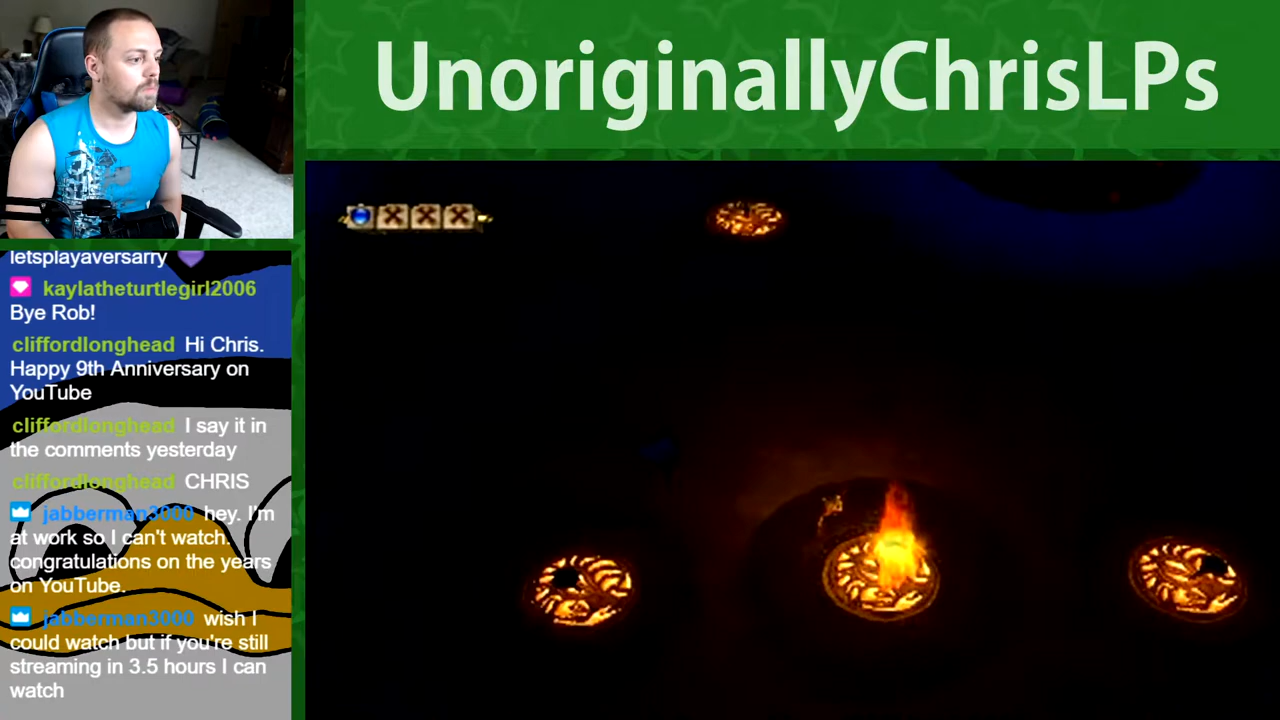 UnoriginallyChrisLPs
letsplayaversarry
kaylatheturtlegirl2006
Bye Rob!
cliffordlonghead Hi Chris.
Happy 9th Anniversary on
YouTube
cliffordlonghead I say it in
the comments yesterday
cliffordlonghead CHRIS
jabberman3000 hey. I'm
at work so I can't watch.
congratulations on the years
on YouTube.
jabberman3000 wish I
could watch but if you're still
streaming in 3.5 hours I can
watch